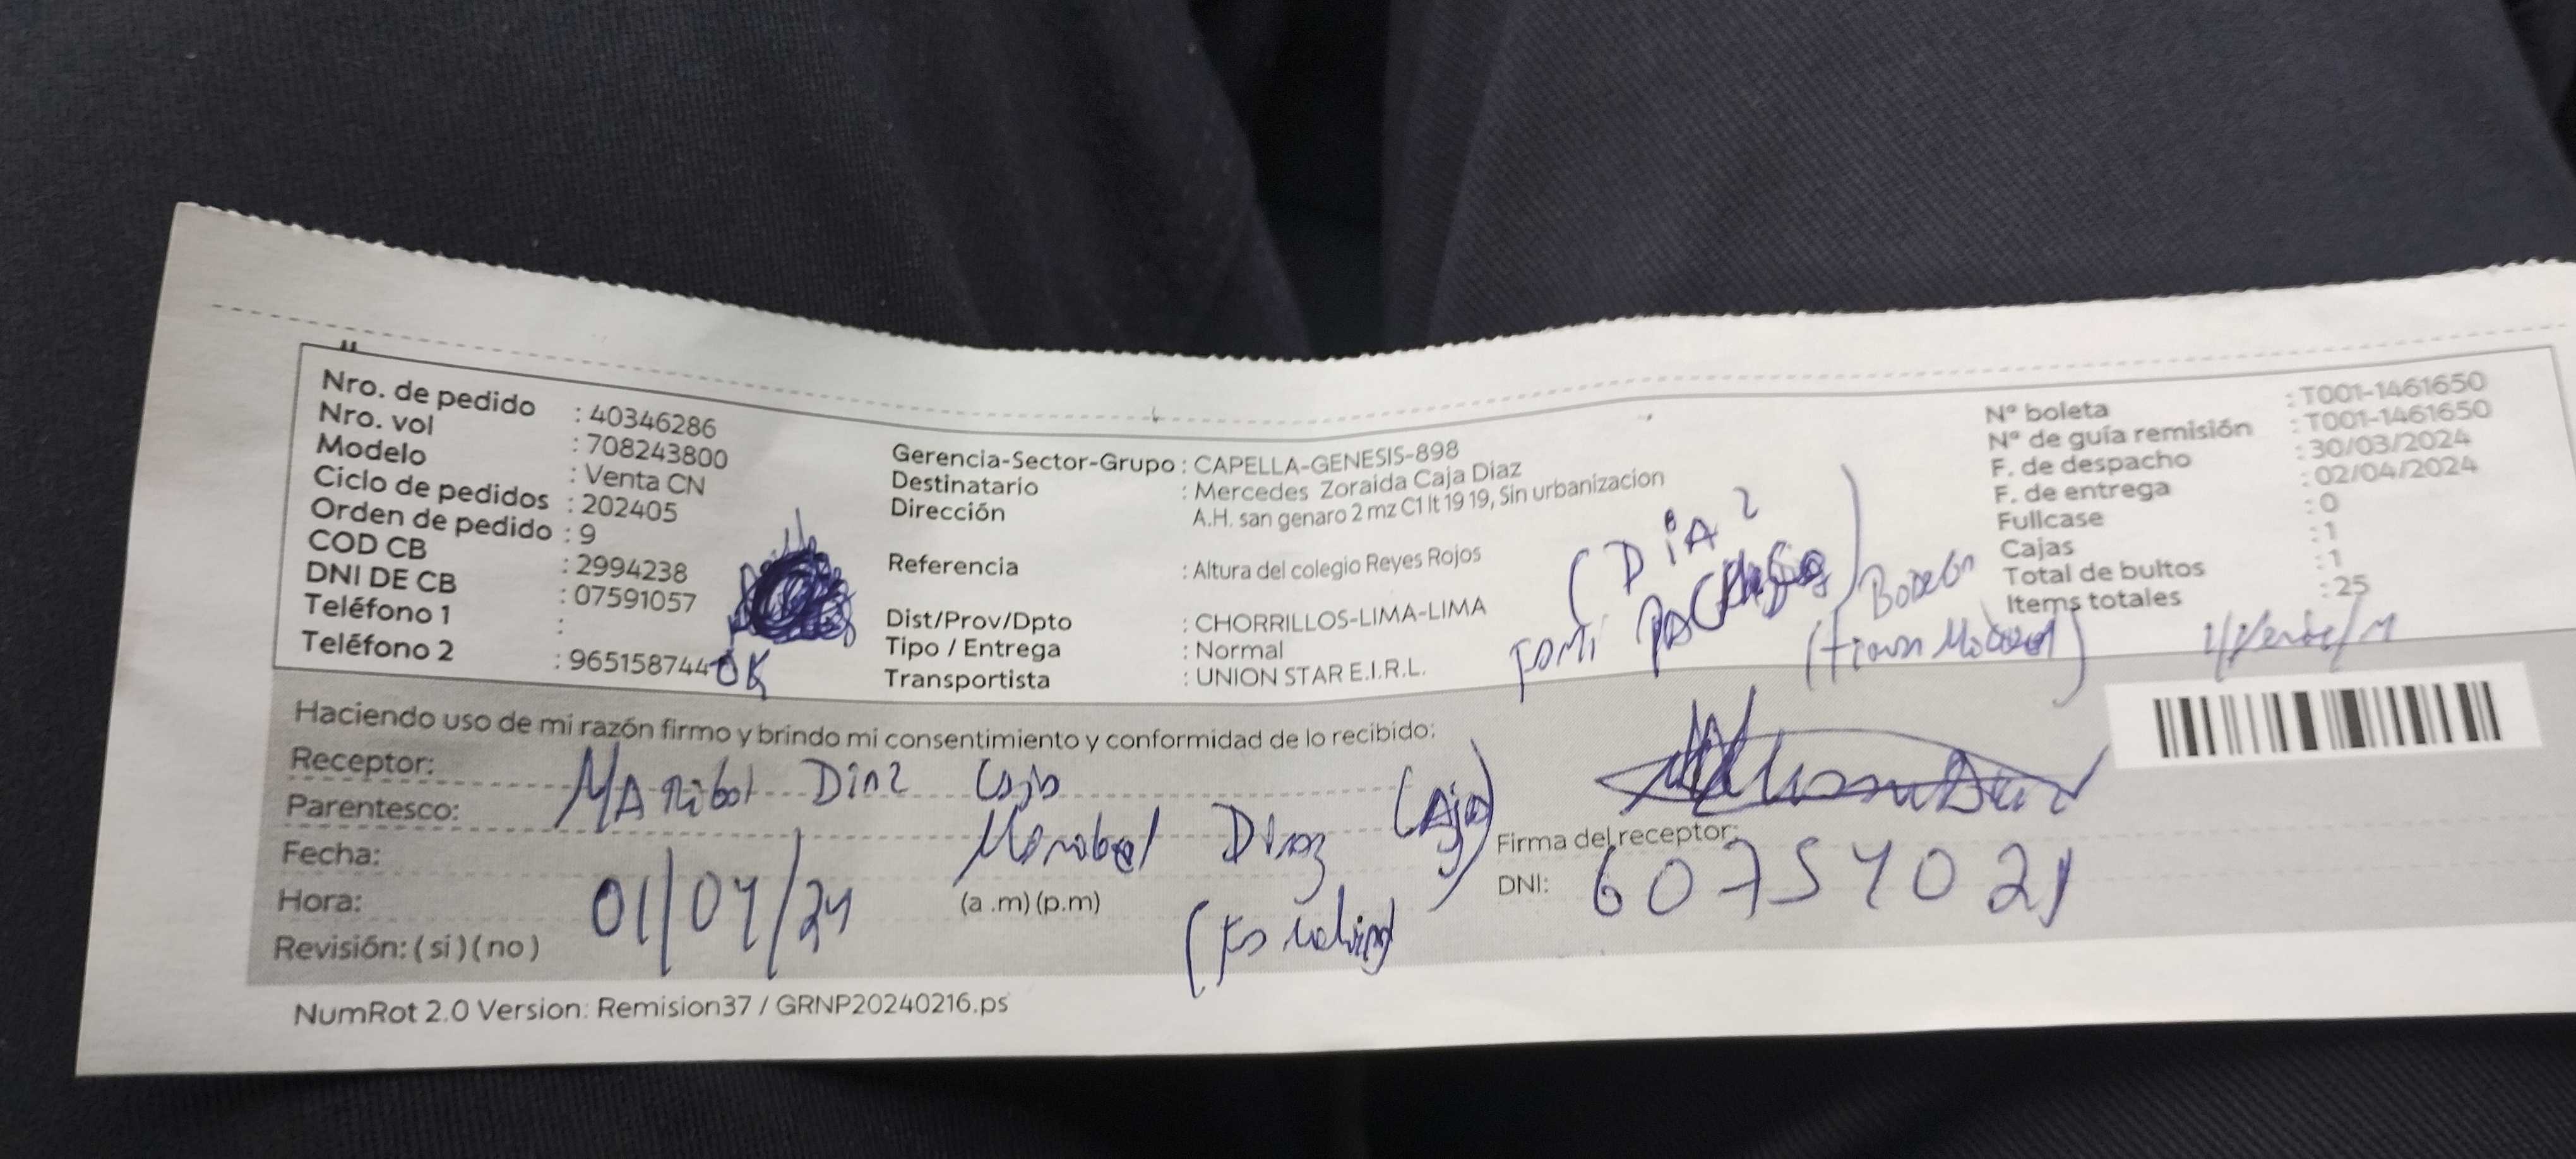 Nro. de pedido : 40346286
Nro. vol : 708243800
Modelo : Venta CN
Ciclo de pedidos : 202405
Orden de pedido : 9
COD CB : 2994238
DNI DE CB : 07591057
Teléfono 1 :
Teléfono 2 : 965158744 OK
Gerencia-Sector-Grupo : CAPELLA-GENESIS-898
Destinatario : Mercedes Zoraida Caja Diaz
Dirección : A.H. san genaro 2 mz C1 lt 19 19, Sin urbanizacion
Referencia : Altura del colegio Reyes Rojos
Dist/Prov/Dpto : CHORRILLOS-LIMA-LIMA
Tipo / Entrega : Normal
Transportista : UNION STAR E.I.R.L.
Nº boleta : T001-1461650
Nº de guía remisión : T001-1461650
F. de despacho : 30/03/2024
F. de entrega : 02/04/2024
Fullcase : 0
Cajas : 1
Total de bultos : 1
Items totales : 25
(DIA 2
Haciendo uso de mi razón firmo y brindo mi consentimiento y conformidad de lo recibido:
Receptor: MARibel Diaz Caja
Parentesco: Diaz Caja)
Fecha: 01/04/24
Hora: (a .m) (p.m)
Revisión: ( si ) ( no )
Firma del receptor:
DNI: 60754021
NumRot 2.0 Version: Remision37 / GRNP20240216.ps